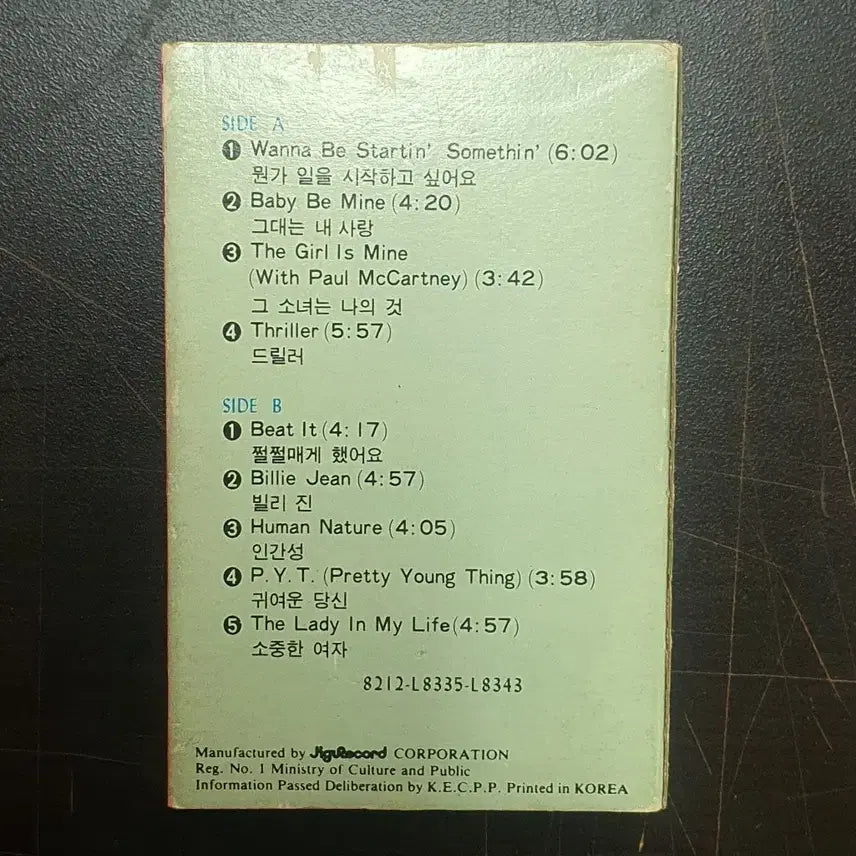 SIDE A
❶ Wanna Be Startin' Somethin' (6:02)
뭔가 일을 시작하고 싶어요
❷ Baby Be Mine (4:20)
그대는 내 사랑
❸ The Girl Is Mine
(With Paul McCartney) (3:42)
그 소녀는 나의 것
❹ Thriller (5:57)
드릴러
SIDE B
❶ Beat It (4:17)
쩔쩔매게 했어요
❷ Billie Jean (4:57)
빌리 진
❸ Human Nature (4:05)
인간성
❹ P.Y.T. (Pretty Young Thing) (3:58)
귀여운 당신
❺ The Lady In My Life (4:57)
소중한 여자
8212-L8335-L8343
Manufactured by JiguRecord CORPORATION
Reg. No. 1 Ministry of Culture and Public
Information Passed Deliberation by K.E.C.P.P. Printed in KOREA